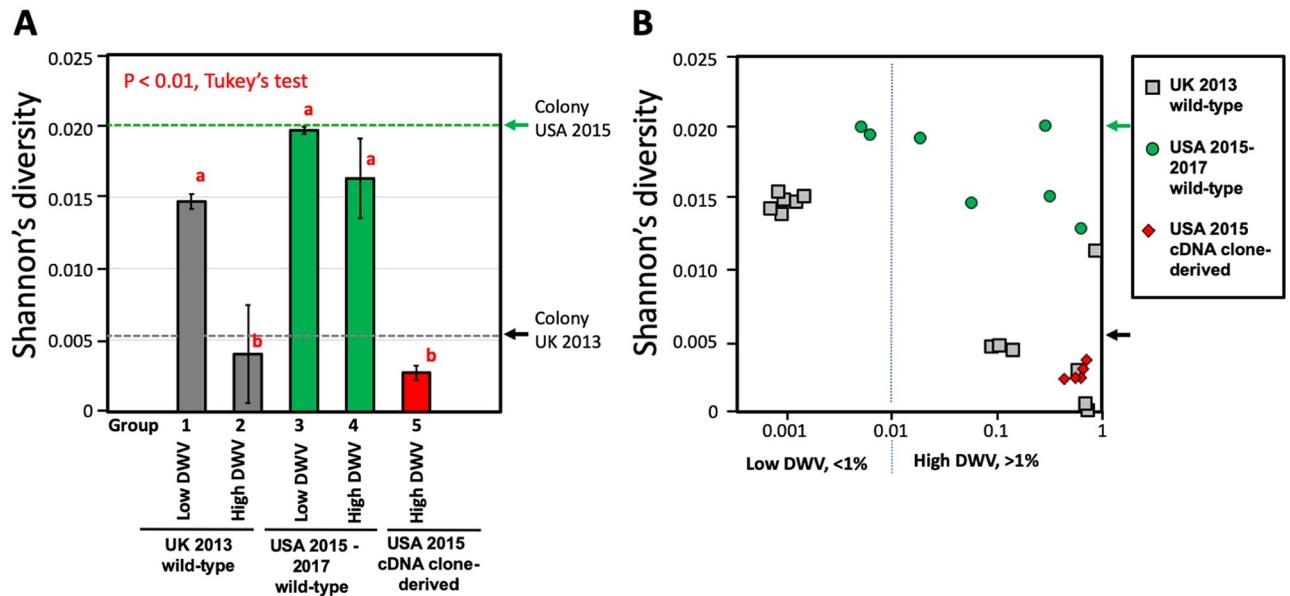 A
P < 0.01, Tukey's test
Shannon's diversity
0.025
0.020
0.015
0.010
0.005
0
a
b
a
a
b
Colony
USA 2015
Colony
UK 2013
Group
1
2
3
4
5
Low DWV
High DWV
Low DWV
High DWV
High DWV
UK 2013
wild-type
USA 2015 -
2017
wild-type
USA 2015
cDNA clone-
derived
B
Shannon's diversity
0.025
0.020
0.015
0.010
0.005
0
0.001
0.01
0.1
1
Low DWV, <1%
High DWV, >1%
UK 2013
wild-type
USA 2015-
2017
wild-type
USA 2015
cDNA clone-
derived